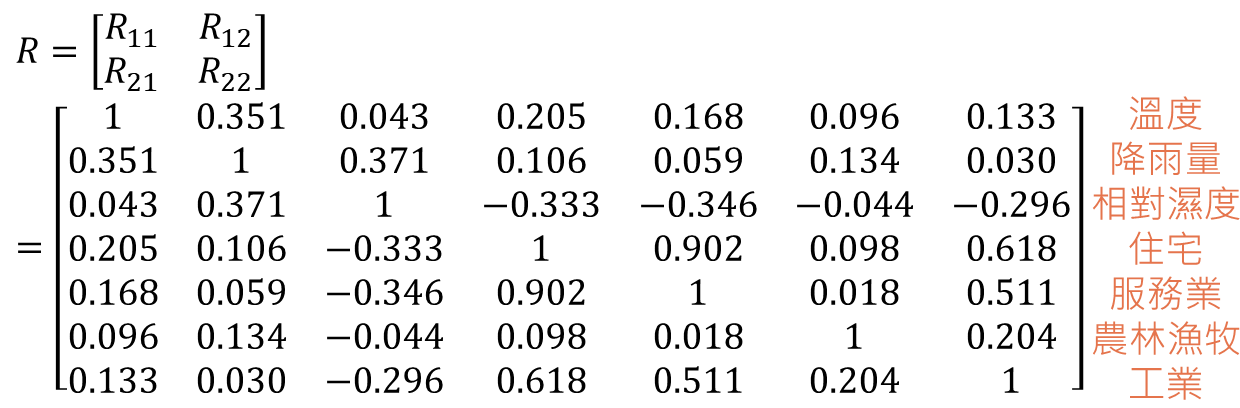 R = [R₁₁ R₁₂
R₂₁ R₂₂]
= [1 0.351 0.043 0.205 0.168 0.096 0.133 溫度
0.351 1 0.371 0.106 0.059 0.134 0.030 降雨量
0.043 0.371 1 −0.333 −0.346 −0.044 −0.296 相對濕度
0.205 0.106 −0.333 1 0.902 0.098 0.618 住宅
0.168 0.059 −0.346 0.902 1 0.018 0.511 服務業
0.096 0.134 −0.044 0.098 0.018 1 0.204 農林漁牧
0.133 0.030 −0.296 0.618 0.511 0.204 1] 工業